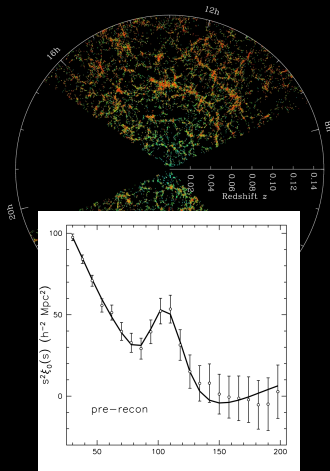 12h
16h
8h
0.02 0.04 0.06 0.08 0.10 0.12 0.14
Redshift z
20h
100
50
0
s²ξ₀(s) (h⁻² Mpc²)
pre-recon
50 100 150 200